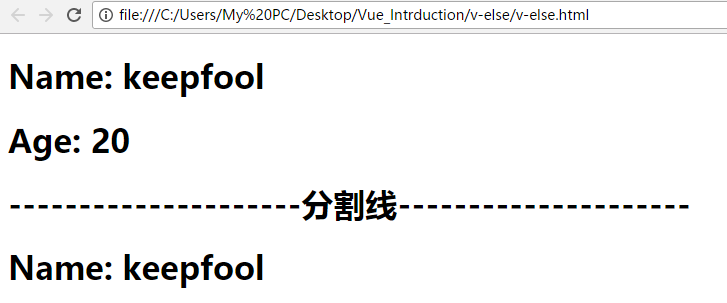 file:///C:/Users/My%20PC/Desktop/Vue_Intrduction/v-else/v-else.html
Name: keepfool
Age: 20
---------------------分割线---------------------
Name: keepfool